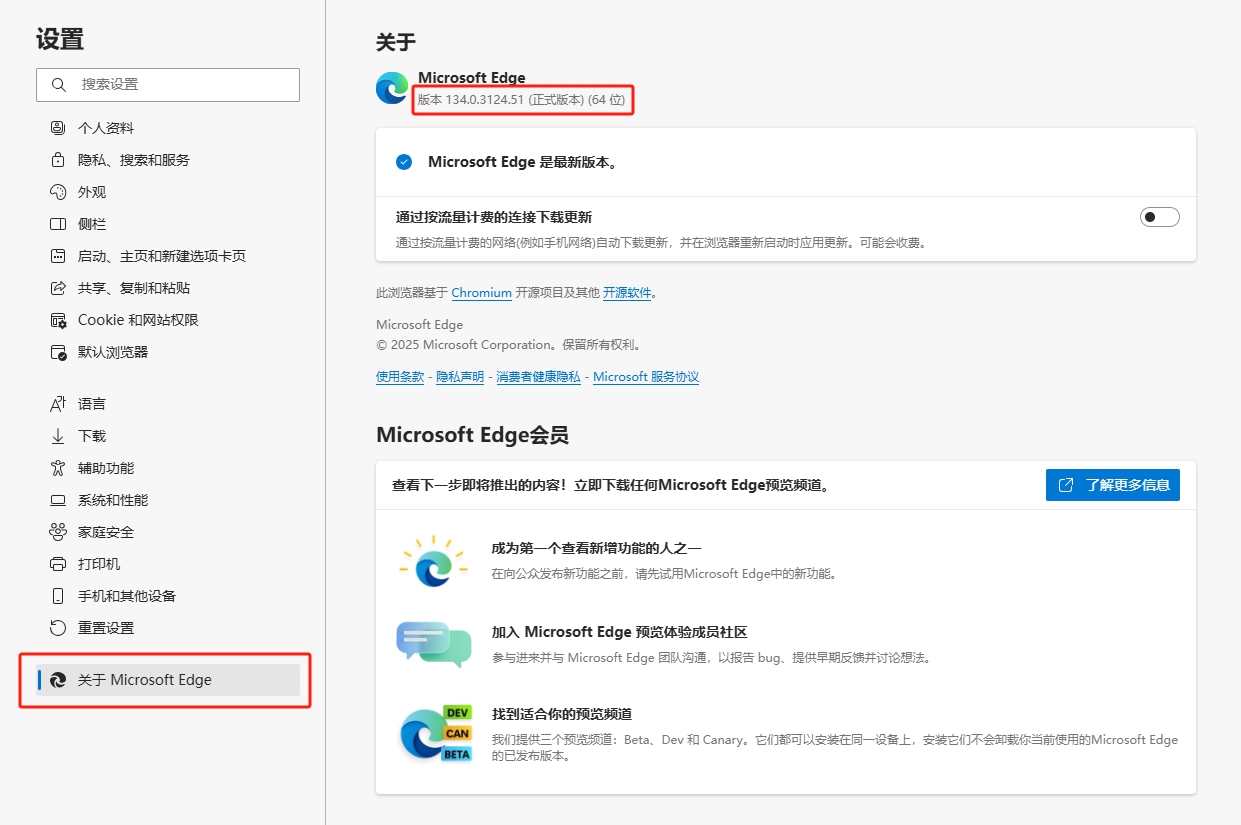 设置
搜索设置
个人资料
隐私、搜索和服务
外观
侧栏
启动、主页和新建选项卡页
共享、复制和粘贴
Cookie 和网站权限
默认浏览器
语言
下载
辅助功能
系统和性能
家庭安全
打印机
手机和其他设备
重置设置
关于 Microsoft Edge
关于
Microsoft Edge
版本 134.0.3124.51 (正式版本) (64 位)
Microsoft Edge 是最新版本。
通过按流量计费的连接下载更新
通过按流量计费的网络(例如手机网络)自动下载更新，并在浏览器重新启动时应用更新。可能会收费。
此浏览器基于 Chromium 开源项目及其他 开源软件。
Microsoft Edge
© 2025 Microsoft Corporation。保留所有权利。
使用条款 - 隐私声明 - 消费者健康隐私 - Microsoft 服务协议
Microsoft Edge会员
查看下一步即将推出的内容！立即下载任何Microsoft Edge预览频道。
了解更多信息
成为第一个查看新增功能的人之一
在向公众发布新功能之前，请先试用Microsoft Edge中的新功能。
加入 Microsoft Edge 预览体验成员社区
参与进来并与 Microsoft Edge 团队沟通，以报告 bug、提供早期反馈并讨论想法。
DEV
CAN
BETA
找到适合你的预览频道
我们提供三个预览频道：Beta、Dev 和 Canary。它们都可以安装在同一设备上，安装它们不会卸载你当前使用的Microsoft Edge
的已发布版本。